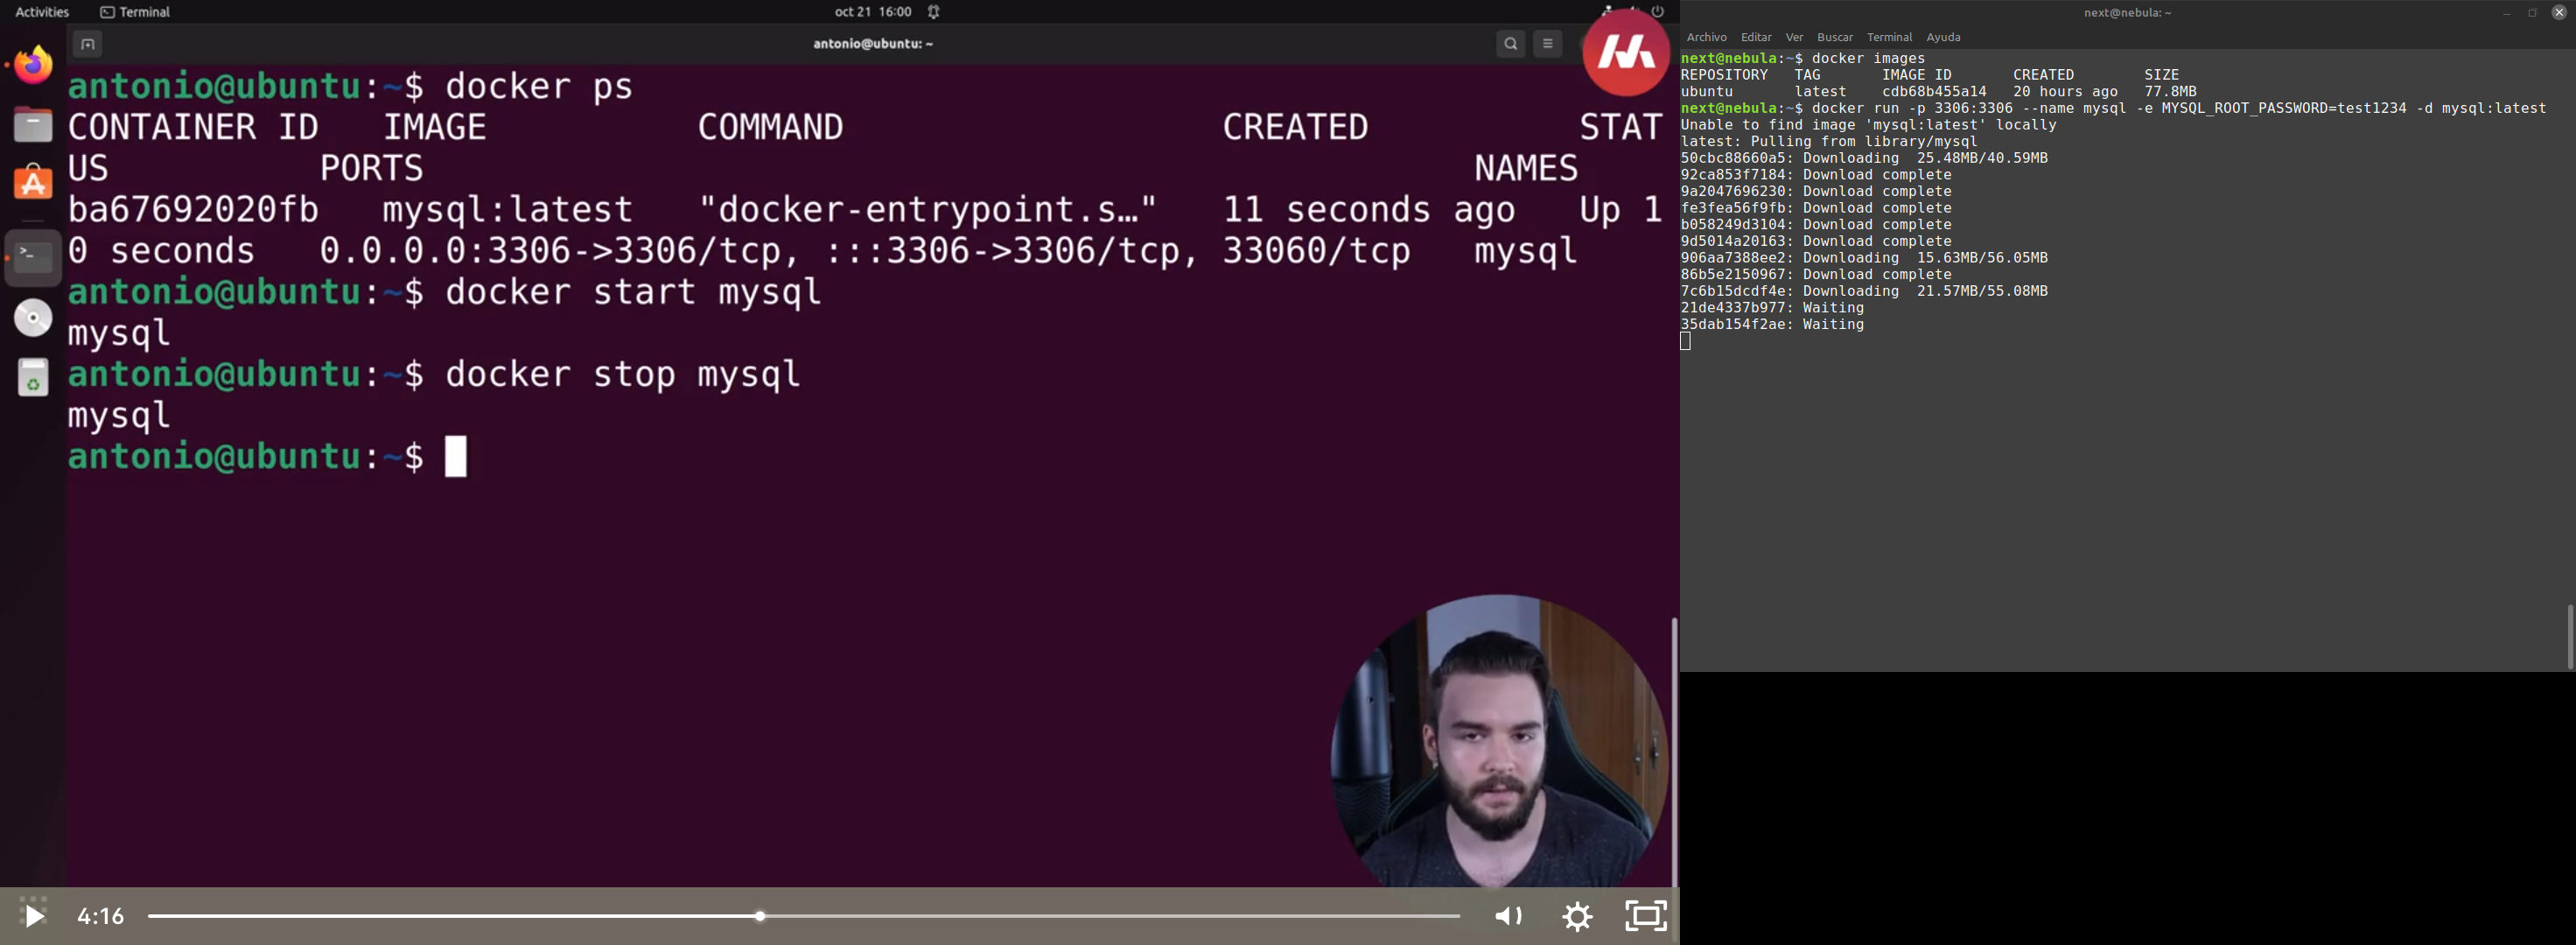 Activities Terminal oct 21 16:00
antonio@ubuntu: ~
antonio@ubuntu:~$ docker ps
CONTAINER ID IMAGE COMMAND CREATED STAT
US PORTS NAMES
ba67692020fb mysql:latest "docker-entrypoint.s…" 11 seconds ago Up 1
0 seconds 0.0.0.0:3306->3306/tcp, :::3306->3306/tcp, 33060/tcp mysql
antonio@ubuntu:~$ docker start mysql
mysql
antonio@ubuntu:~$ docker stop mysql
mysql
antonio@ubuntu:~$
4:16
next@nebula: ~
Archivo Editar Ver Buscar Terminal Ayuda
next@nebula:~$ docker images
REPOSITORY TAG IMAGE ID CREATED SIZE
ubuntu latest cdb68b455a14 20 hours ago 77.8MB
next@nebula:~$ docker run -p 3306:3306 --name mysql -e MYSQL_ROOT_PASSWORD=test1234 -d mysql:latest
Unable to find image 'mysql:latest' locally
latest: Pulling from library/mysql
50cbc88660a5: Downloading 25.48MB/40.59MB
92ca853f7184: Download complete
9a2047696230: Download complete
fe3fea56f9fb: Download complete
b058249d3104: Download complete
9d5014a20163: Download complete
906aa7388ee2: Downloading 15.63MB/56.05MB
86b5e2150967: Download complete
7c6b15dcdf4e: Downloading 21.57MB/55.08MB
21de4337b977: Waiting
35dab154f2ae: Waiting